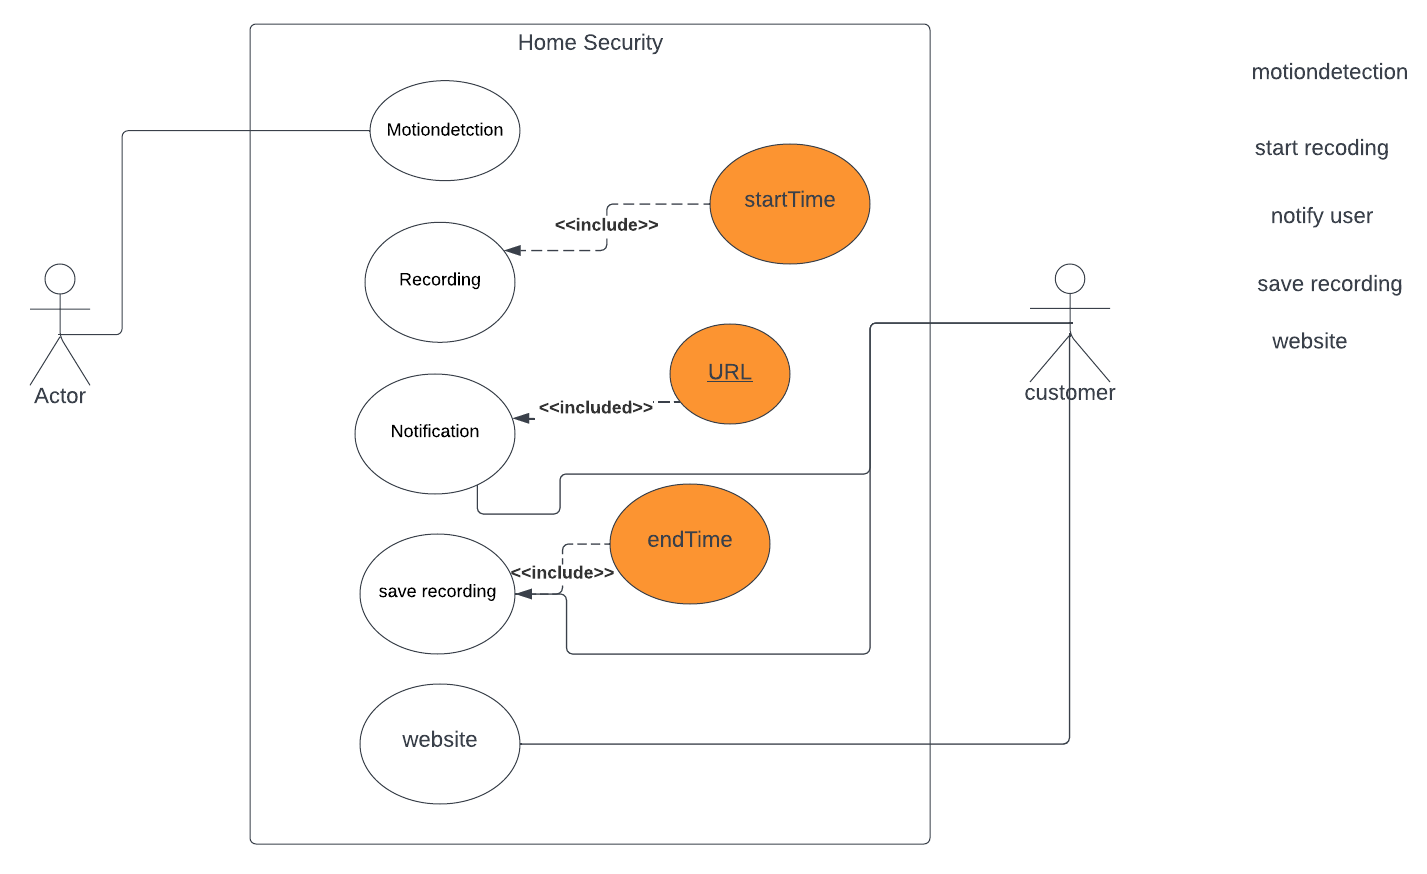 Home Security
Motiondetction
startTime
<<include>>
Recording
URL
<<included>>
Notification
endTime
<<include>>
save recording
website
Actor
customer
motiondetection
start recoding
notify user
save recording
website